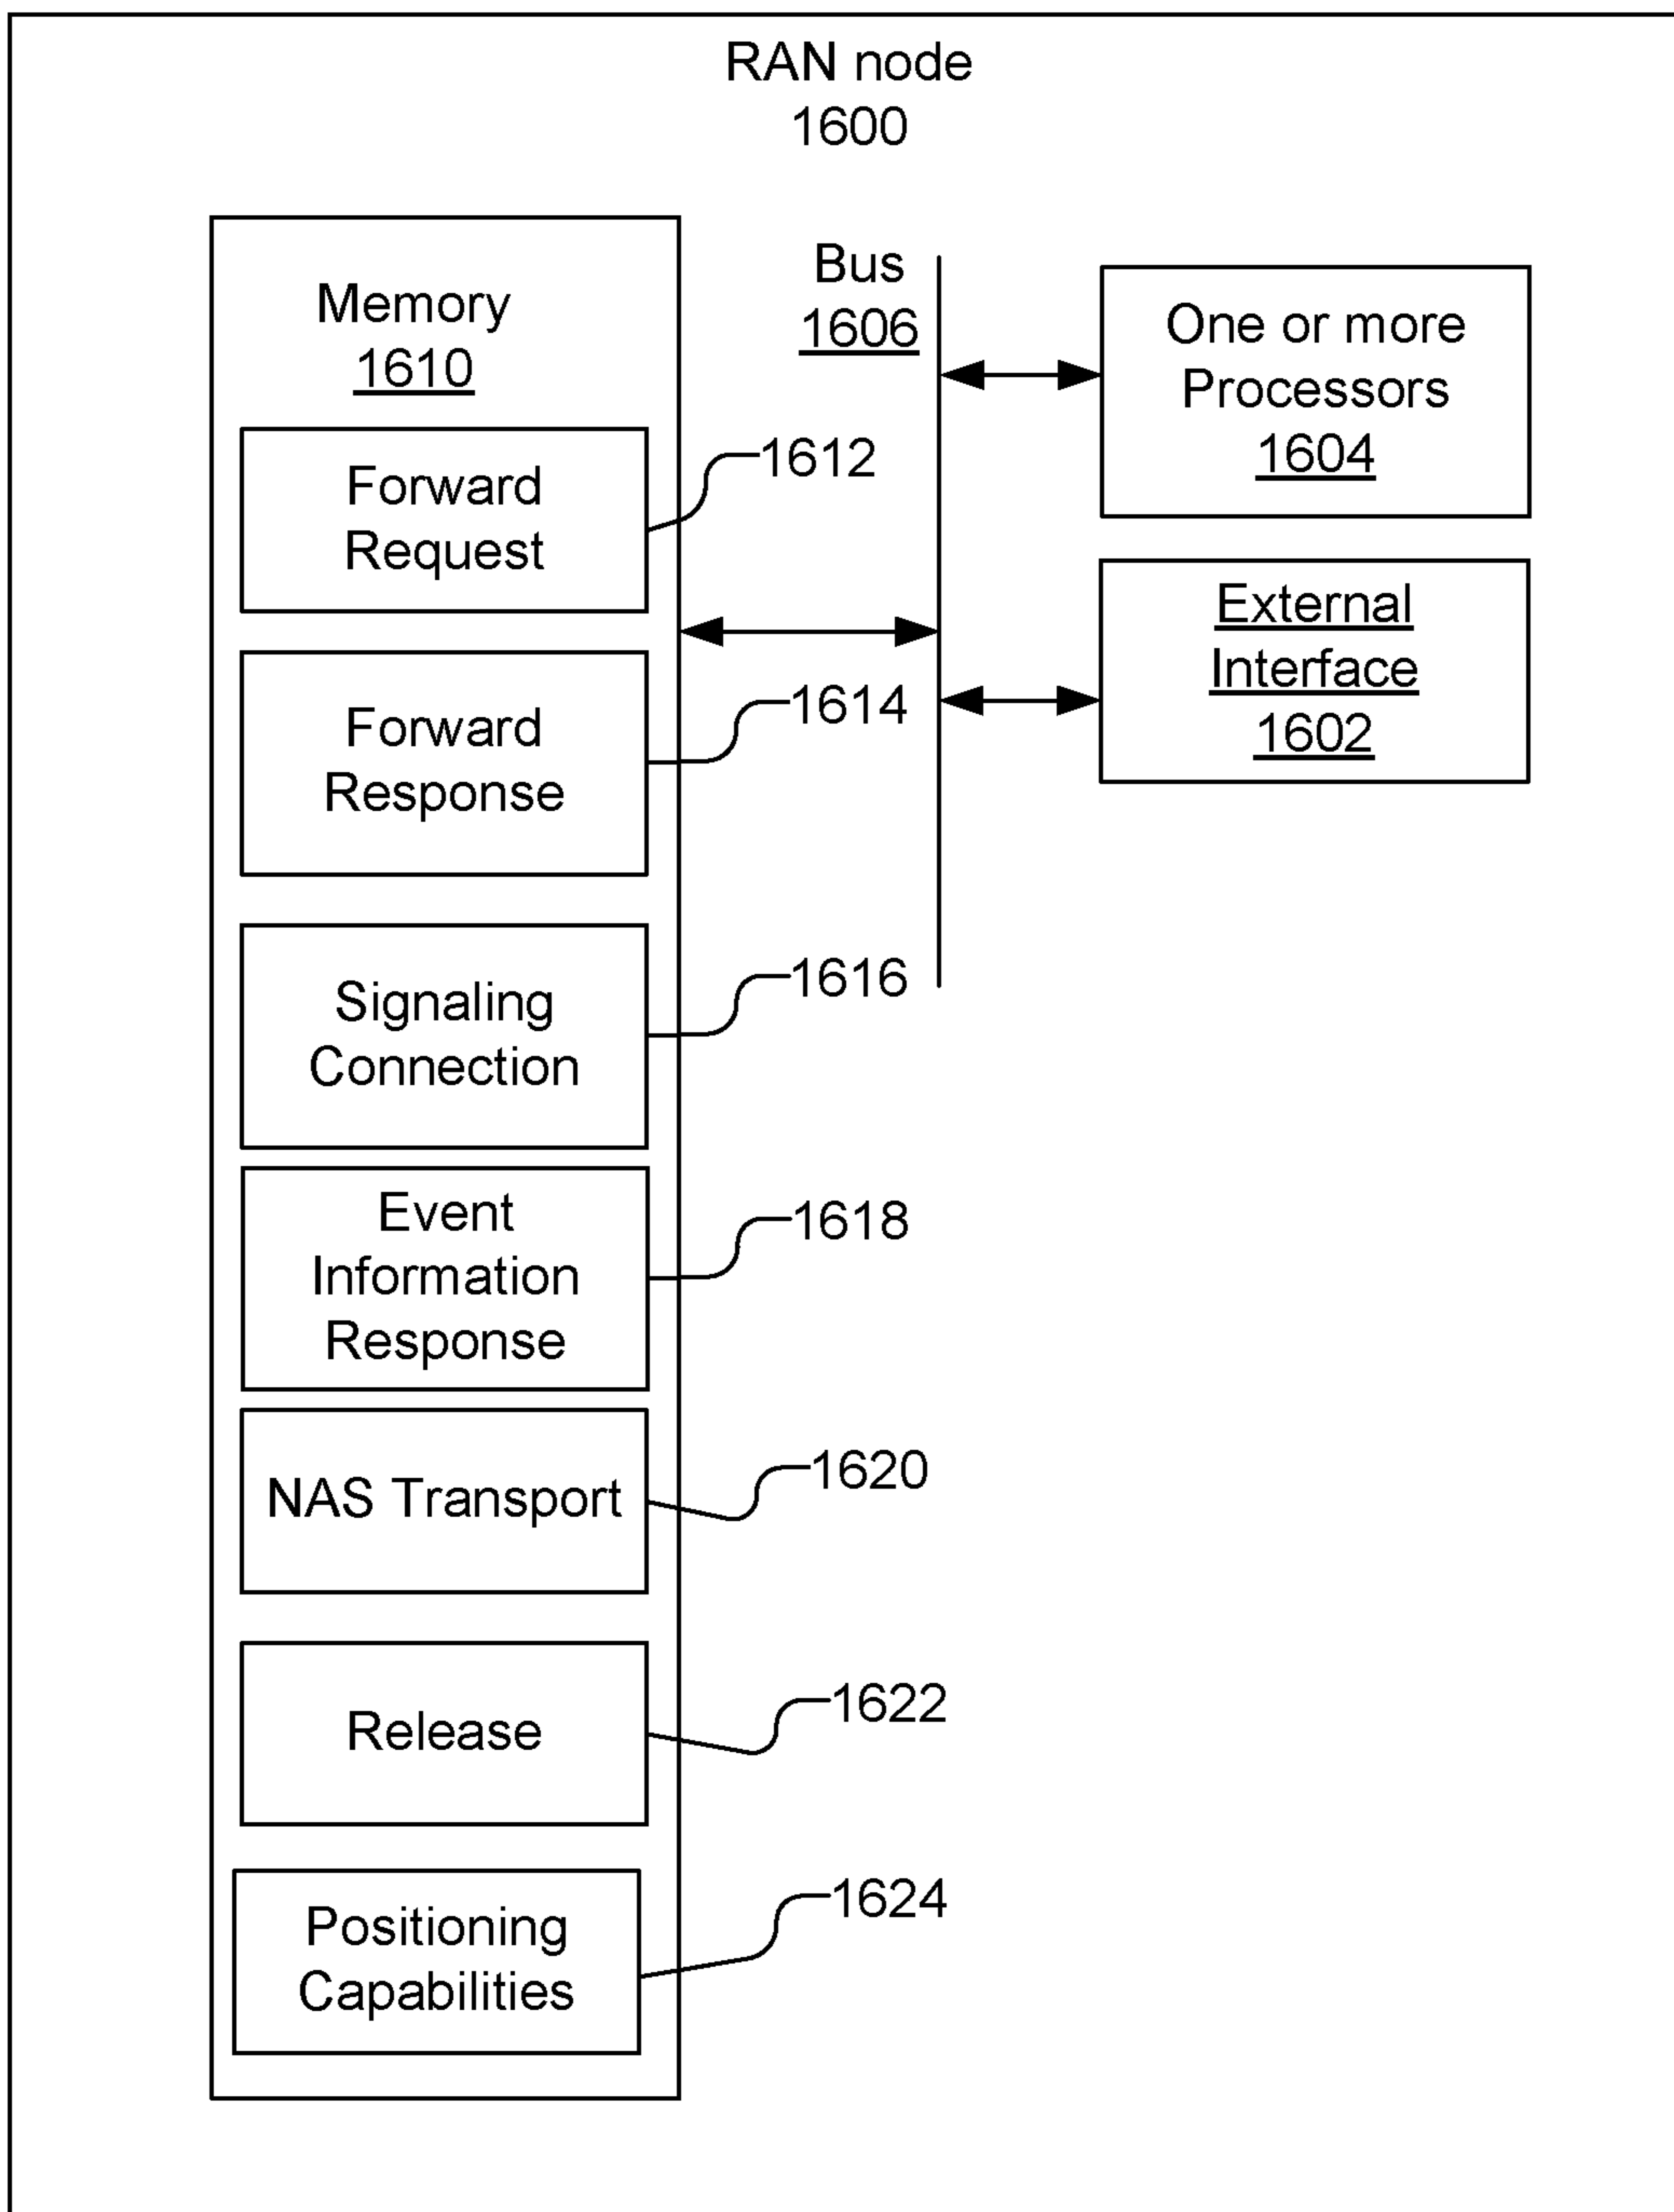 RAN node
1600
Memory
1610
Bus
1606
One or more
Processors
1604
External
Interface
1602
Forward
Request
1612
Forward
Response
1614
Signaling
Connection
1616
Event
Information
Response
1618
NAS Transport
1620
Release
1622
Positioning
Capabilities
1624